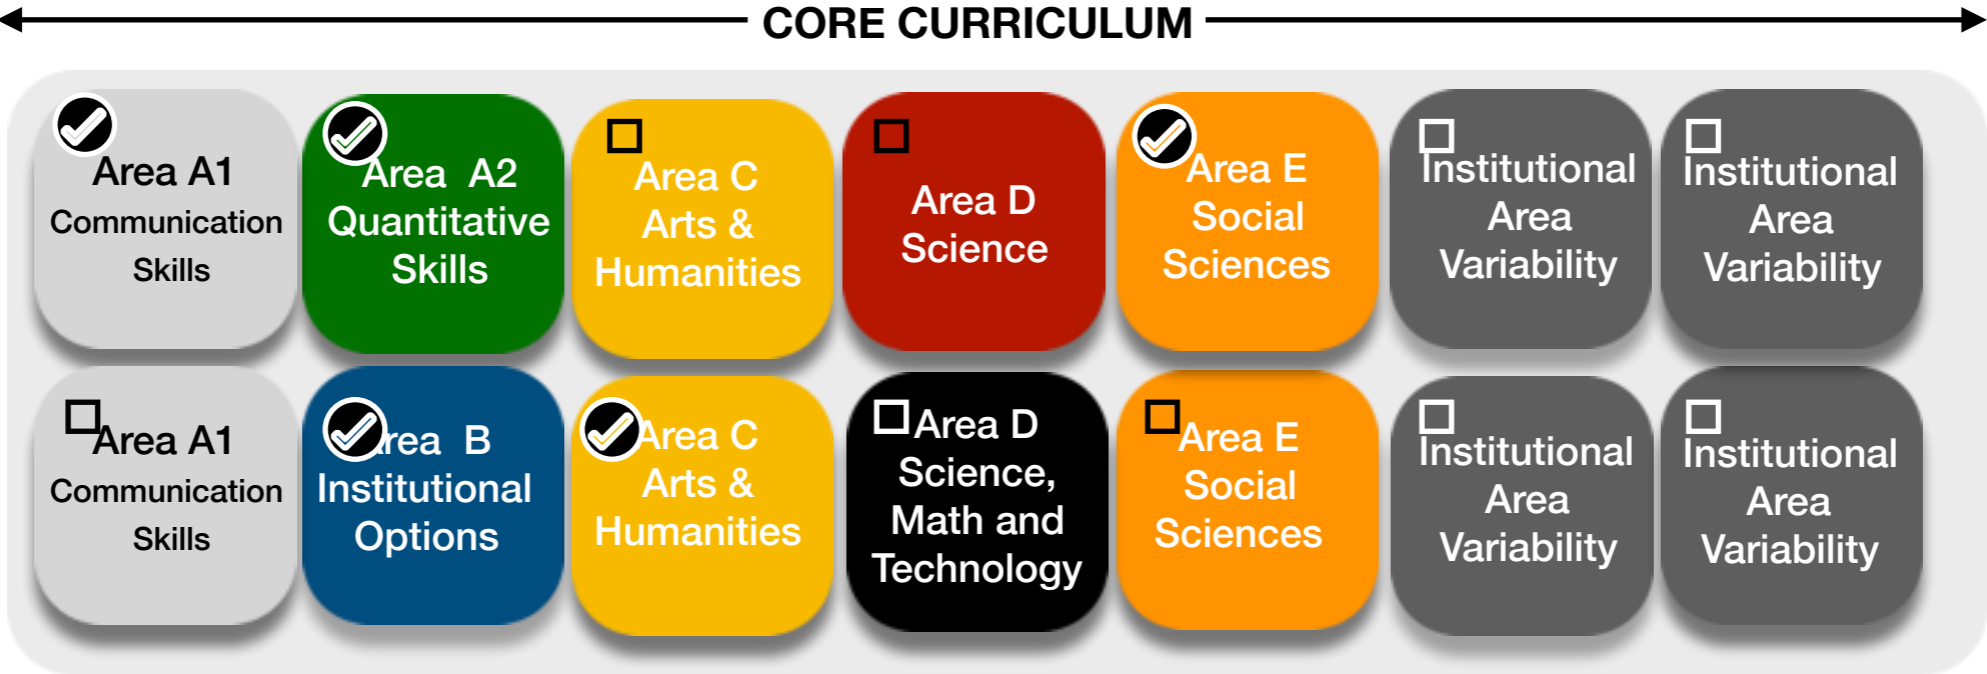 CORE CURRICULUM
Area A1
Communication
Skills
Area A2
Quantitative
Skills
Area C
Arts &
Humanities
Area D
Science
Area E
Social
Sciences
Institutional
Area
Variability
Institutional
Area
Variability
Area A1
Communication
Skills
Area B
Institutional
Options
Area C
Arts &
Humanities
Area D
Science,
Math and
Technology
Area E
Social
Sciences
Institutional
Area
Variability
Institutional
Area
Variability